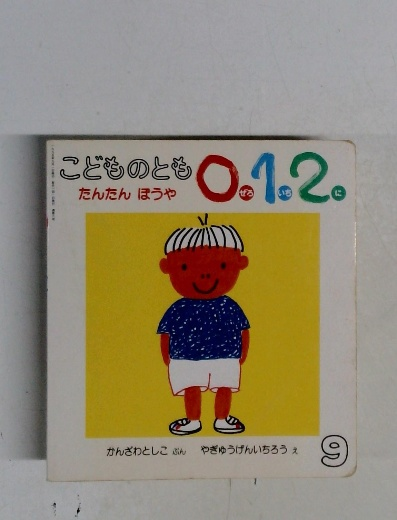 こどものとも 0.1.2.
ぜろ いち に
たんたん ぼうや
かんざわとしこ ぶん やぎゅうげんいちろう え
9